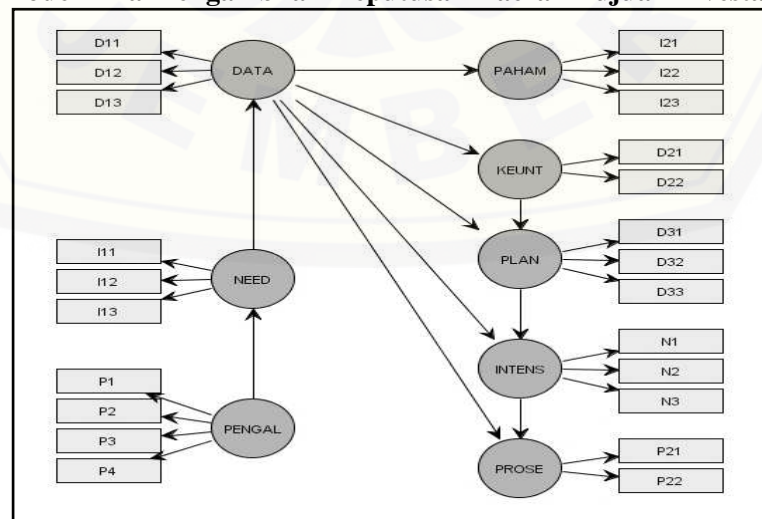 D11
D12
D13
DATA
PAHAM
I21
I22
I23
KEUNT
D21
D22
PLAN
D31
D32
D33
I11
I12
I13
NEED
INTENS
N1
N2
N3
P1
P2
P3
P4
PENGAL
PROSE
P21
P22